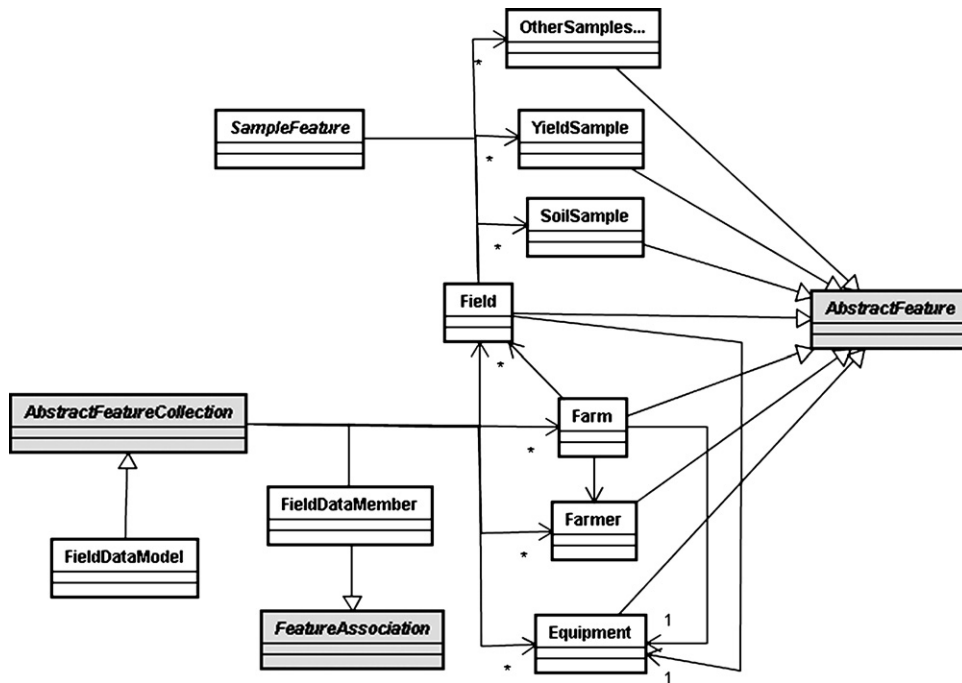 OtherSamples...
*
SampleFeature
YieldSample
*
SoilSample
*
Field
AbstractFeature
*
AbstractFeatureCollection
Farm
*
FieldDataMember
Farmer
*
FieldDataModel
FeatureAssociation
Equipment
1
*
1